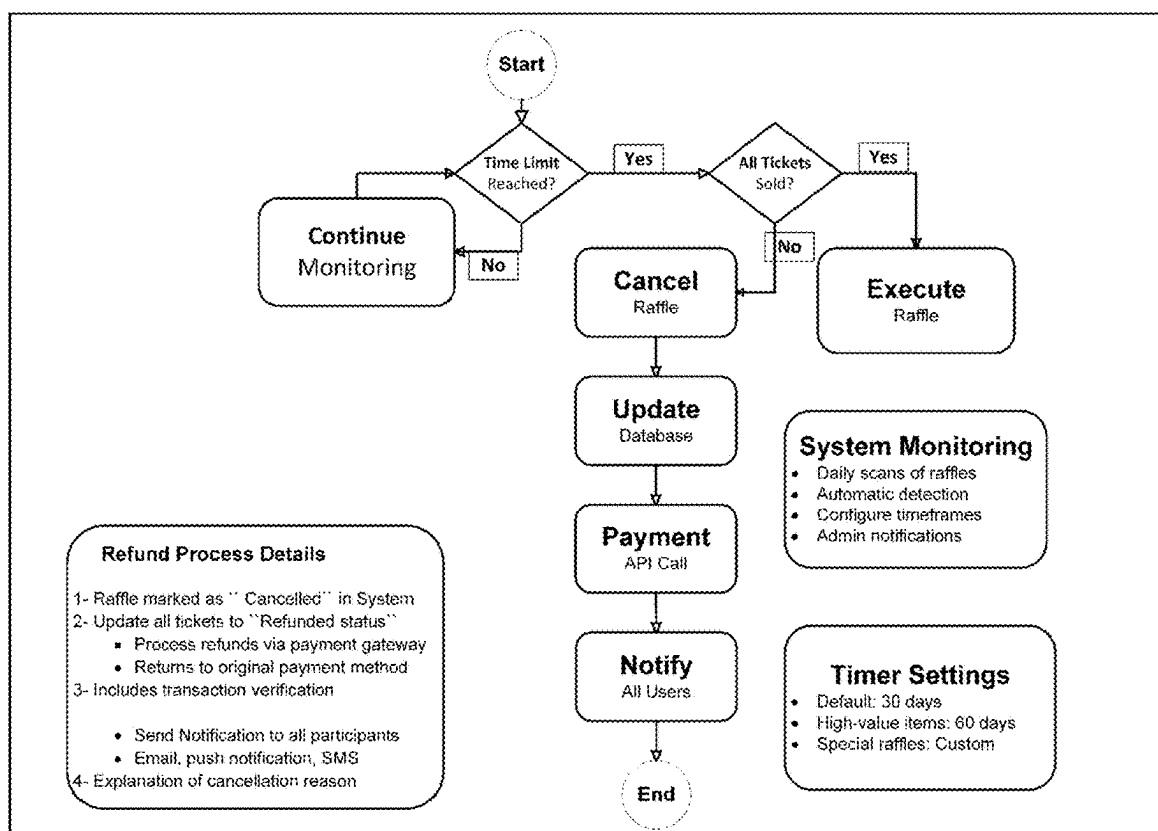 Start
Time Limit
Reached?
Yes
All Tickets
Sold?
Yes
Continue
Monitoring
No
No
Cancel
Raffle
Execute
Raffle
Update
Database
System Monitoring
• Daily scans of raffles
• Automatic detection
• Configure timeframes
• Admin notifications
Payment
API Call
Refund Process Details
1- Raffle marked as `` Cancelled`` in System
2- Update all tickets to ``Refunded status``
▪ Process refunds via payment gateway
• Returns to original payment method
3- Includes transaction verification
• Send Notification to all participants
• Email, push notification, SMS
4- Explanation of cancellation reason
Notify
All Users
Timer Settings
• Default: 30 days
• High-value items: 60 days
• Special raffles: Custom
End